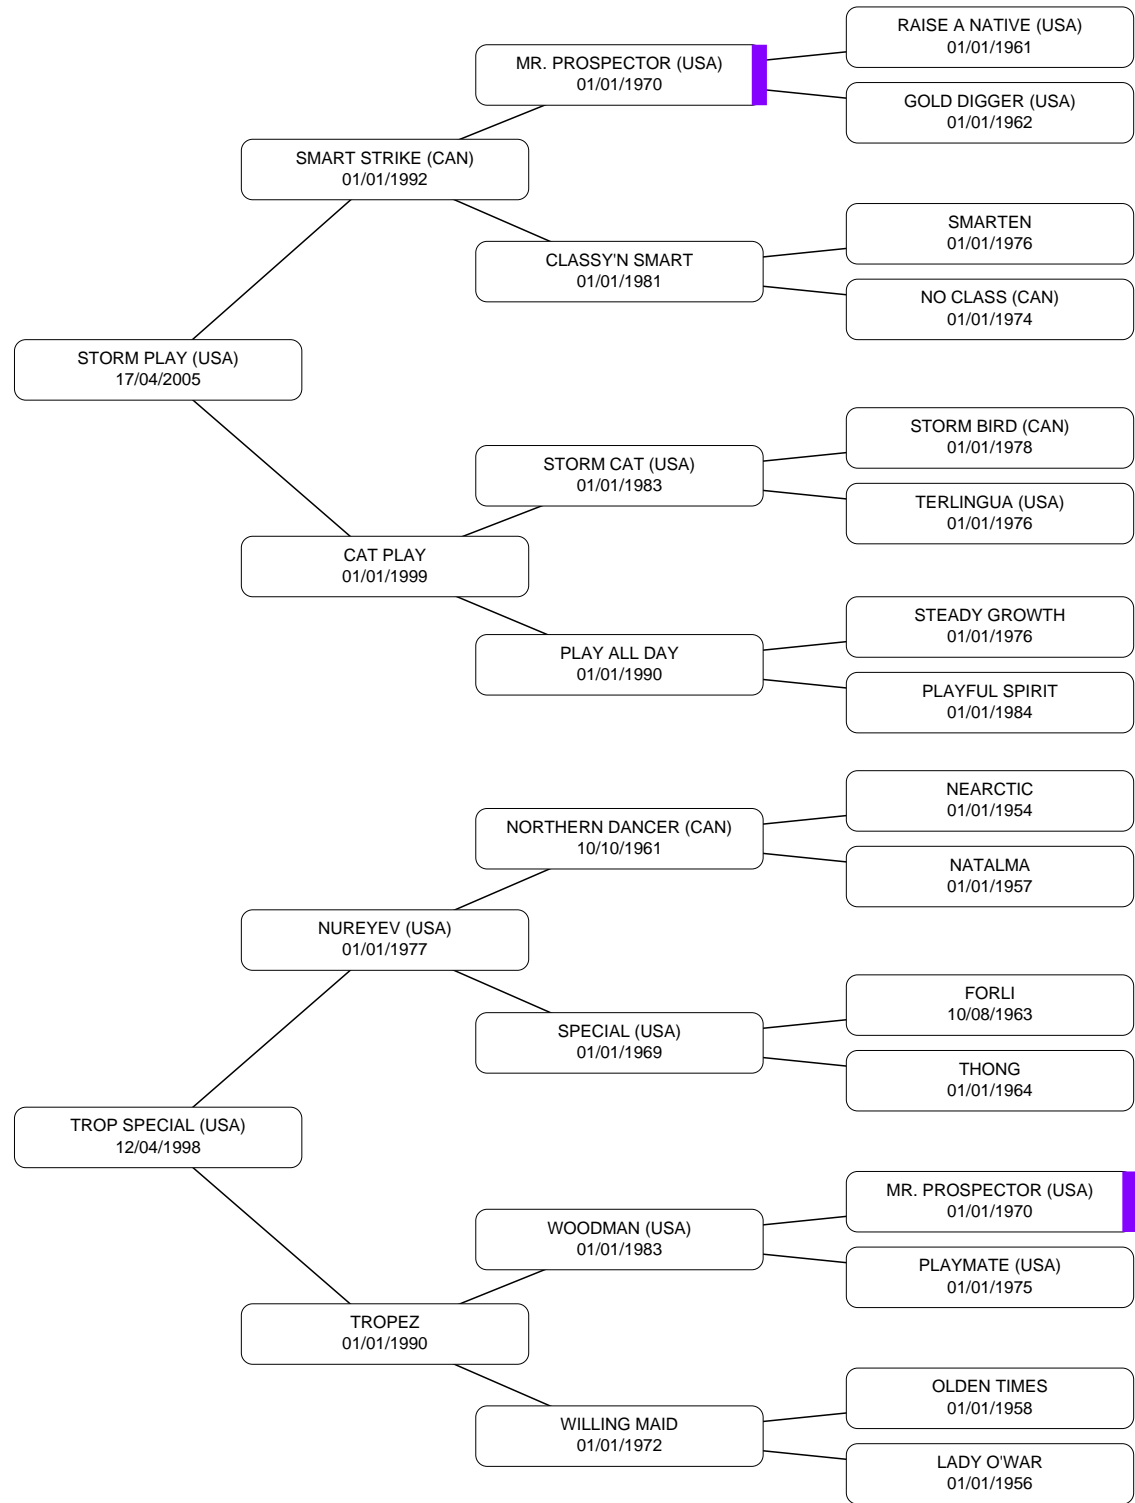 RAISE A NATIVE (USA)
01/01/1961
MR. PROSPECTOR (USA)
01/01/1970
GOLD DIGGER (USA)
01/01/1962
SMART STRIKE (CAN)
01/01/1992
SMARTEN
01/01/1976
CLASSY'N SMART
01/01/1981
NO CLASS (CAN)
01/01/1974
STORM PLAY (USA)
17/04/2005
STORM BIRD (CAN)
01/01/1978
STORM CAT (USA)
01/01/1983
TERLINGUA (USA)
01/01/1976
CAT PLAY
01/01/1999
STEADY GROWTH
01/01/1976
PLAY ALL DAY
01/01/1990
PLAYFUL SPIRIT
01/01/1984
NEARCTIC
01/01/1954
NORTHERN DANCER (CAN)
10/10/1961
NATALMA
01/01/1957
NUREYEV (USA)
01/01/1977
FORLI
10/08/1963
SPECIAL (USA)
01/01/1969
THONG
01/01/1964
TROP SPECIAL (USA)
12/04/1998
MR. PROSPECTOR (USA)
01/01/1970
WOODMAN (USA)
01/01/1983
PLAYMATE (USA)
01/01/1975
TROPEZ
01/01/1990
OLDEN TIMES
01/01/1958
WILLING MAID
01/01/1972
LADY O'WAR
01/01/1956